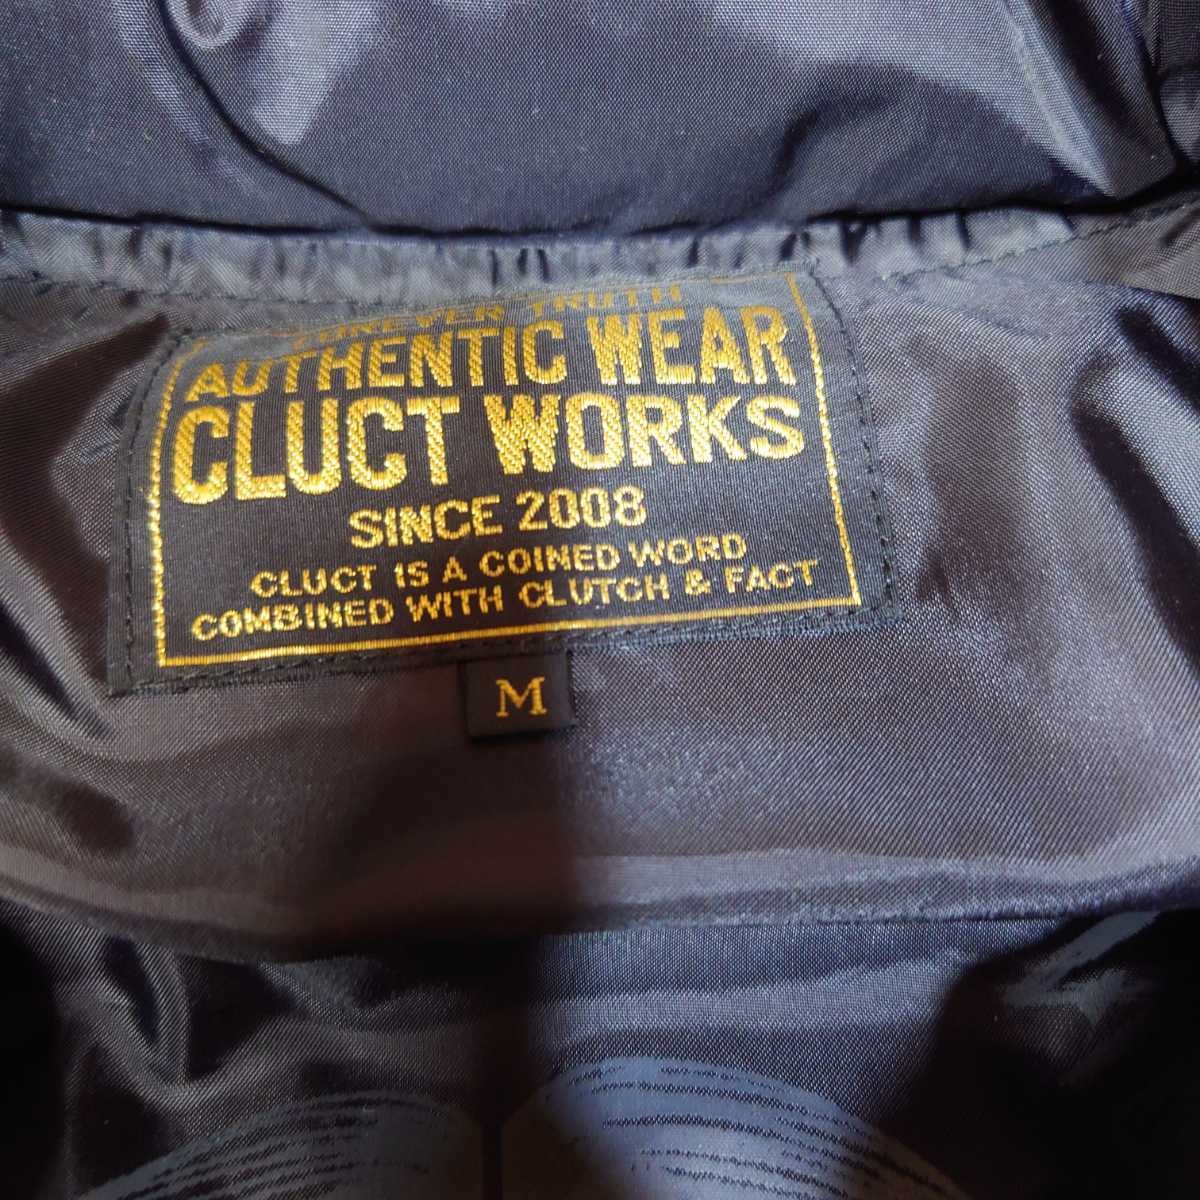 FOREVER TRUTH
AUTHENTIC WEAR
CLUCT WORKS
SINCE 2008
CLUCT IS A COINED WORD
COMBINED WITH CLUTCH & FACT
M